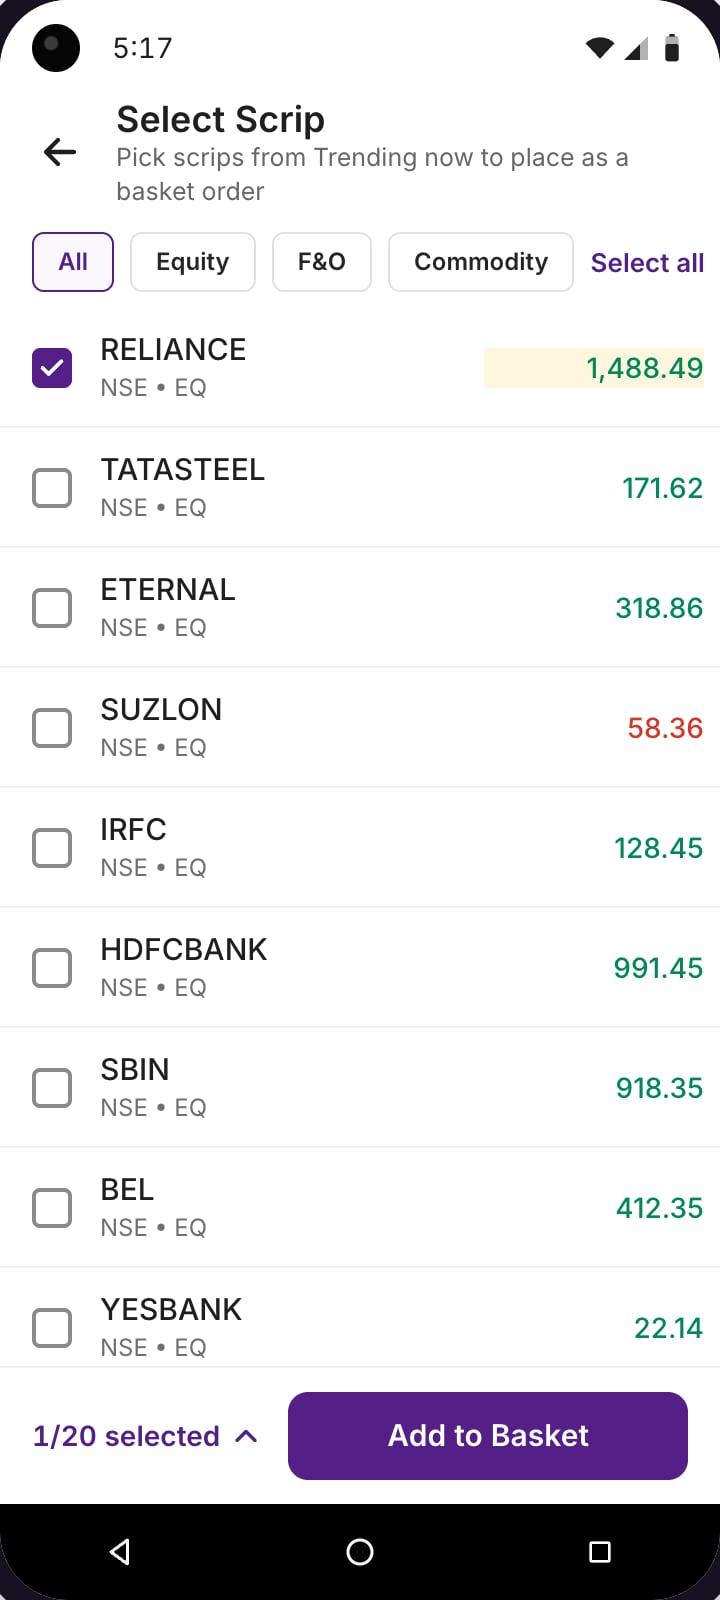 5:17
Select Scrip
Pick scrips from Trending now to place as a
basket order
All
Equity
F&O
Commodity
Select all
RELIANCE
NSE • EQ
1,488.49
TATASTEEL
NSE • EQ
171.62
ETERNAL
NSE • EQ
318.86
SUZLON
NSE • EQ
58.36
IRFC
NSE • EQ
128.45
HDFCBANK
NSE • EQ
991.45
SBIN
NSE • EQ
918.35
BEL
NSE • EQ
412.35
YESBANK
NSE • EQ
22.14
1/20 selected
Add to Basket